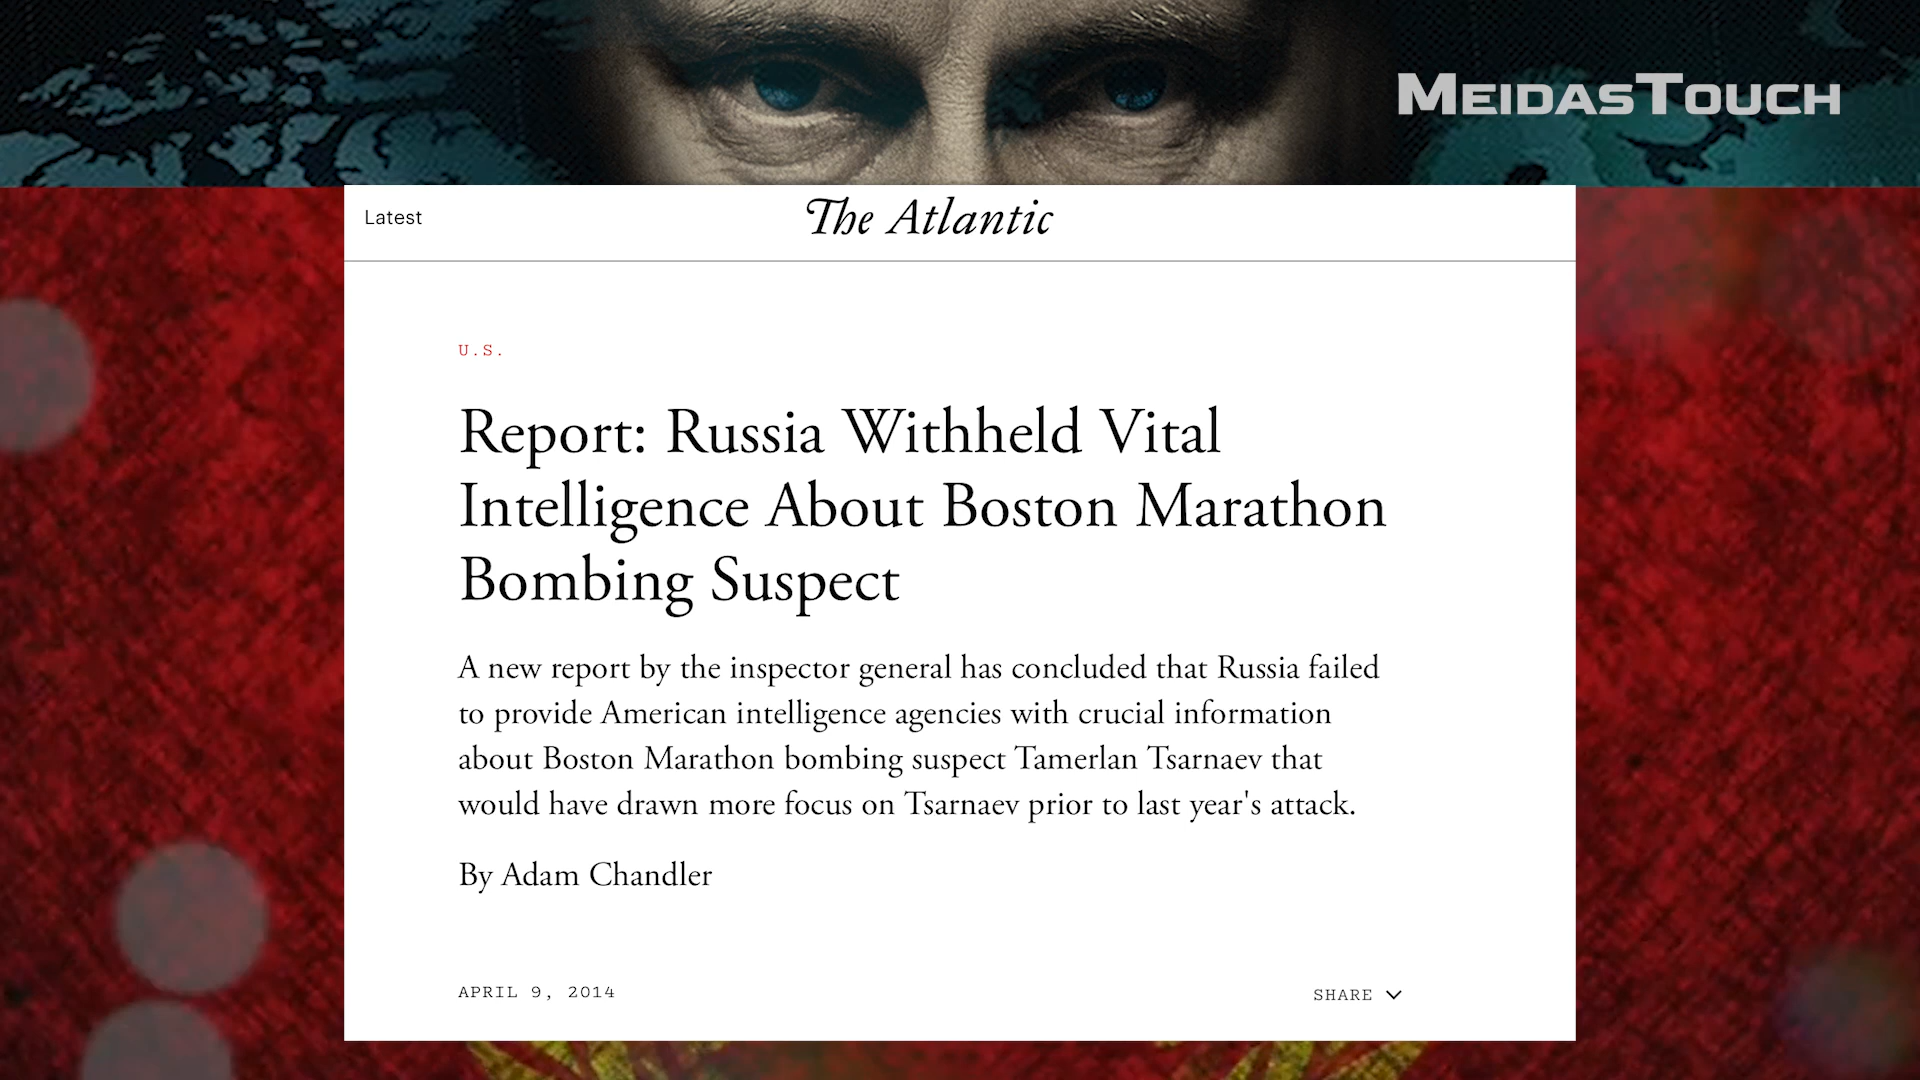 MEIDASTOUCH
Latest
The Atlantic
U.S.
Report: Russia Withheld Vital
Intelligence About Boston Marathon
Bombing Suspect
A new report by the inspector general has concluded that Russia failed
to provide American intelligence agencies with crucial information
about Boston Marathon bombing suspect Tamerlan Tsarnaev that
would have drawn more focus on Tsarnaev prior to last year's attack.
By Adam Chandler
APRIL 9, 2014
SHARE